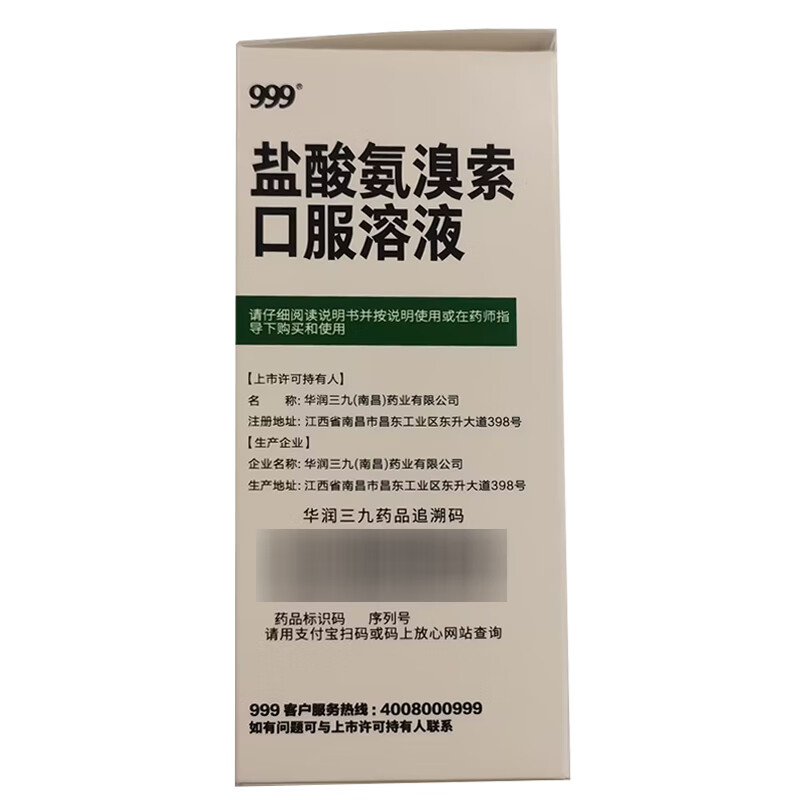 999®
盐酸氨溴索
口服溶液
请仔细阅读说明书并按说明使用或在药师指
导下购买和使用
【上市许可持有人】
名 称:华润三九(南昌)药业有限公司
注册地址:江西省南昌市昌东工业区东升大道398号
【生产企业】
企业名称:华润三九(南昌)药业有限公司
生产地址:江西省南昌市昌东工业区东升大道398号
华润三九药品追溯码
药品标识码 序列号
请用支付宝扫码或码上放心网站查询
999 客户服务热线:4008000999
如有问题可与上市许可持有人联系